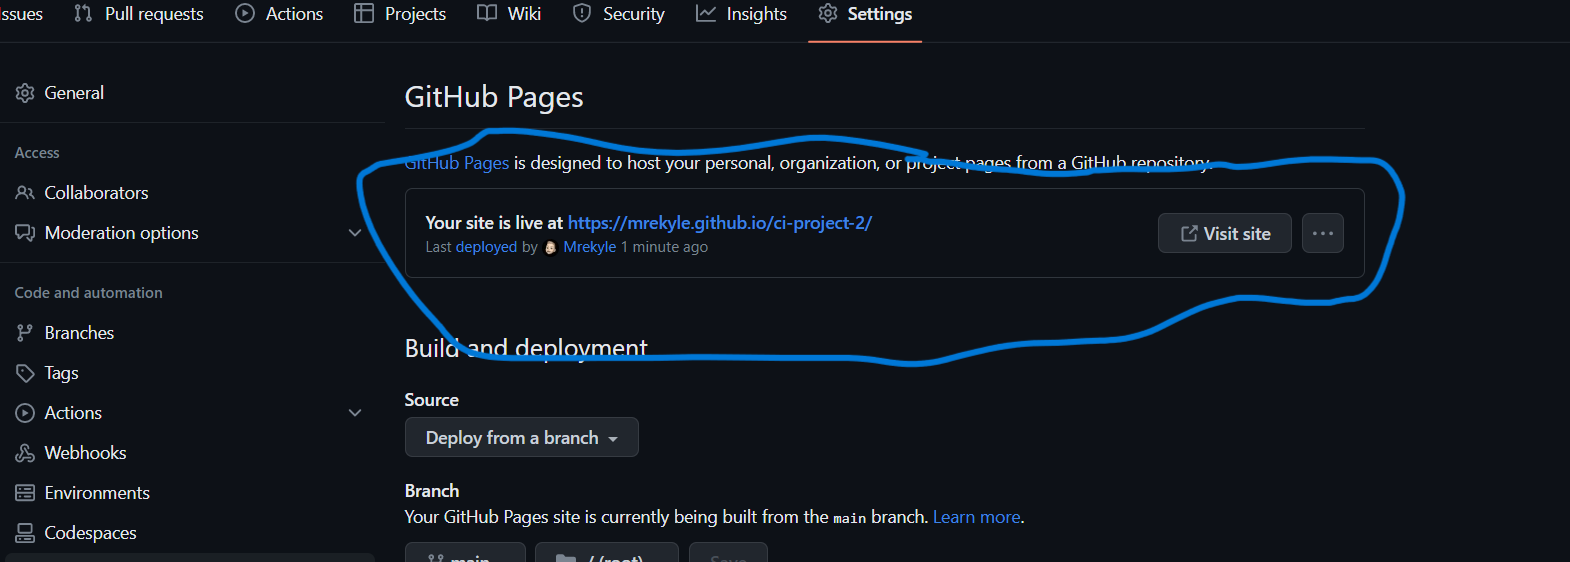 ssues Pull requests Actions Projects Wiki Security Insights Settings
General
Access
Collaborators
Moderation options
Code and automation
Branches
Tags
Actions
Webhooks
Environments
Codespaces
GitHub Pages
GitHub Pages is designed to host your personal, organization, or project pages from a GitHub repository.
Your site is live at https://mrekyle.github.io/ci-project-2/
Last deployed by Mrekyle 1 minute ago
Visit site
Build and deployment
Source
Deploy from a branch
Branch
Your GitHub Pages site is currently being built from the main branch. Learn more.
main / (root) Save